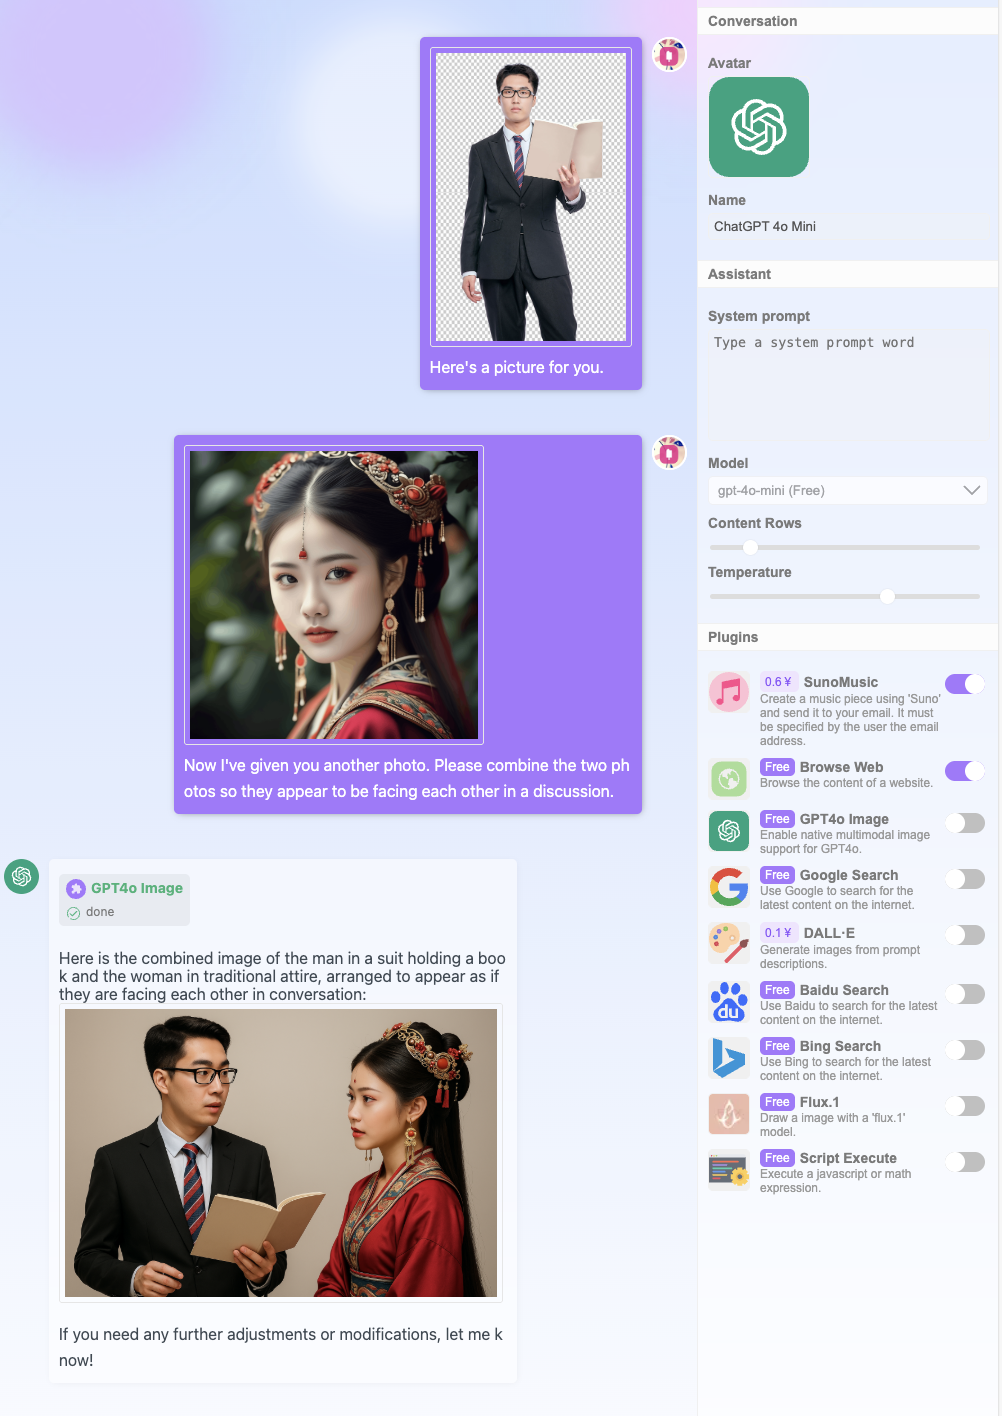 Here's a picture for you.
Now I've given you another photo. Please combine the two ph
otos so they appear to be facing each other in a discussion.
GPT4o Image
done
Here is the combined image of the man in a suit holding a boo
k and the woman in traditional attire, arranged to appear as if
they are facing each other in conversation:
If you need any further adjustments or modifications, let me k
now!
Conversation
Avatar
Name
ChatGPT 4o Mini
Assistant
System prompt
Type a system prompt word
Model
gpt-4o-mini (Free)
Content Rows
Temperature
Plugins
0.6 ¥ SunoMusic
Create a music piece using 'Suno'
and send it to your email. It must
be specified by the user the email
address.
Free Browse Web
Browse the content of a website.
Free GPT4o Image
Enable native multimodal image
support for GPT4o.
Free Google Search
Use Google to search for the
latest content on the internet.
0.1 ¥ DALL·E
Generate images from prompt
descriptions.
du
Free Baidu Search
Use Baidu to search for the latest
content on the internet.
Free Bing Search
Use Bing to search for the latest
content on the internet.
Free Flux.1
Draw a image with a 'flux.1'
model.
Free Script Execute
Execute a javascript or math
expression.